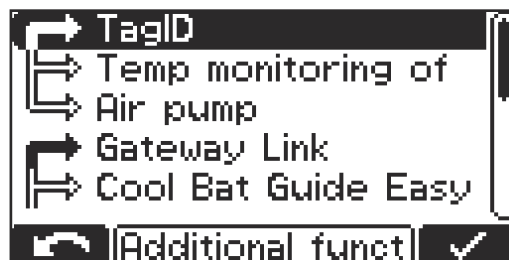 TagID
Temp monitoring of
Air pump
Gateway Link
Cool Bat Guide Easy
Additional funct